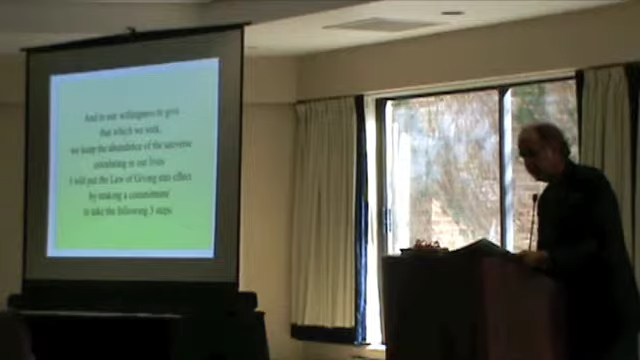 And in our willingness to give
that which we seek,
we keep the abundance of the universe
circulating in our lives
I will put the Law of Giving into effect
by making a commitment
to take the following 3 steps: